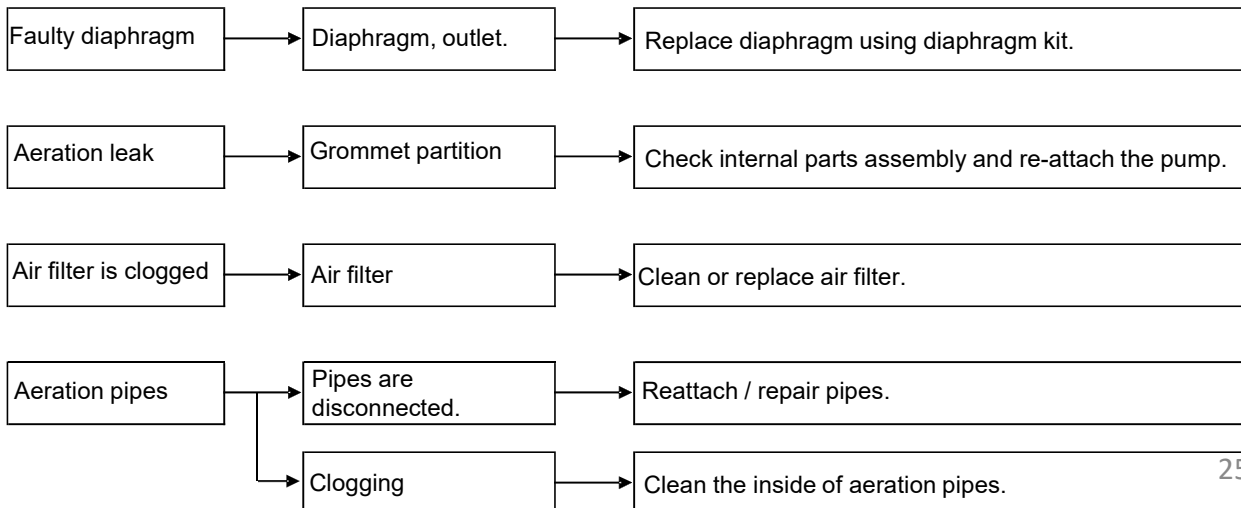 Faulty diaphragm
Diaphragm, outlet.
Replace diaphragm using diaphragm kit.
Aeration leak
Grommet partition
Check internal parts assembly and re-attach the pump.
Air filter is clogged
Air filter
Clean or replace air filter.
Aeration pipes
Pipes are
disconnected.
Reattach / repair pipes.
Clogging
Clean the inside of aeration pipes.
25